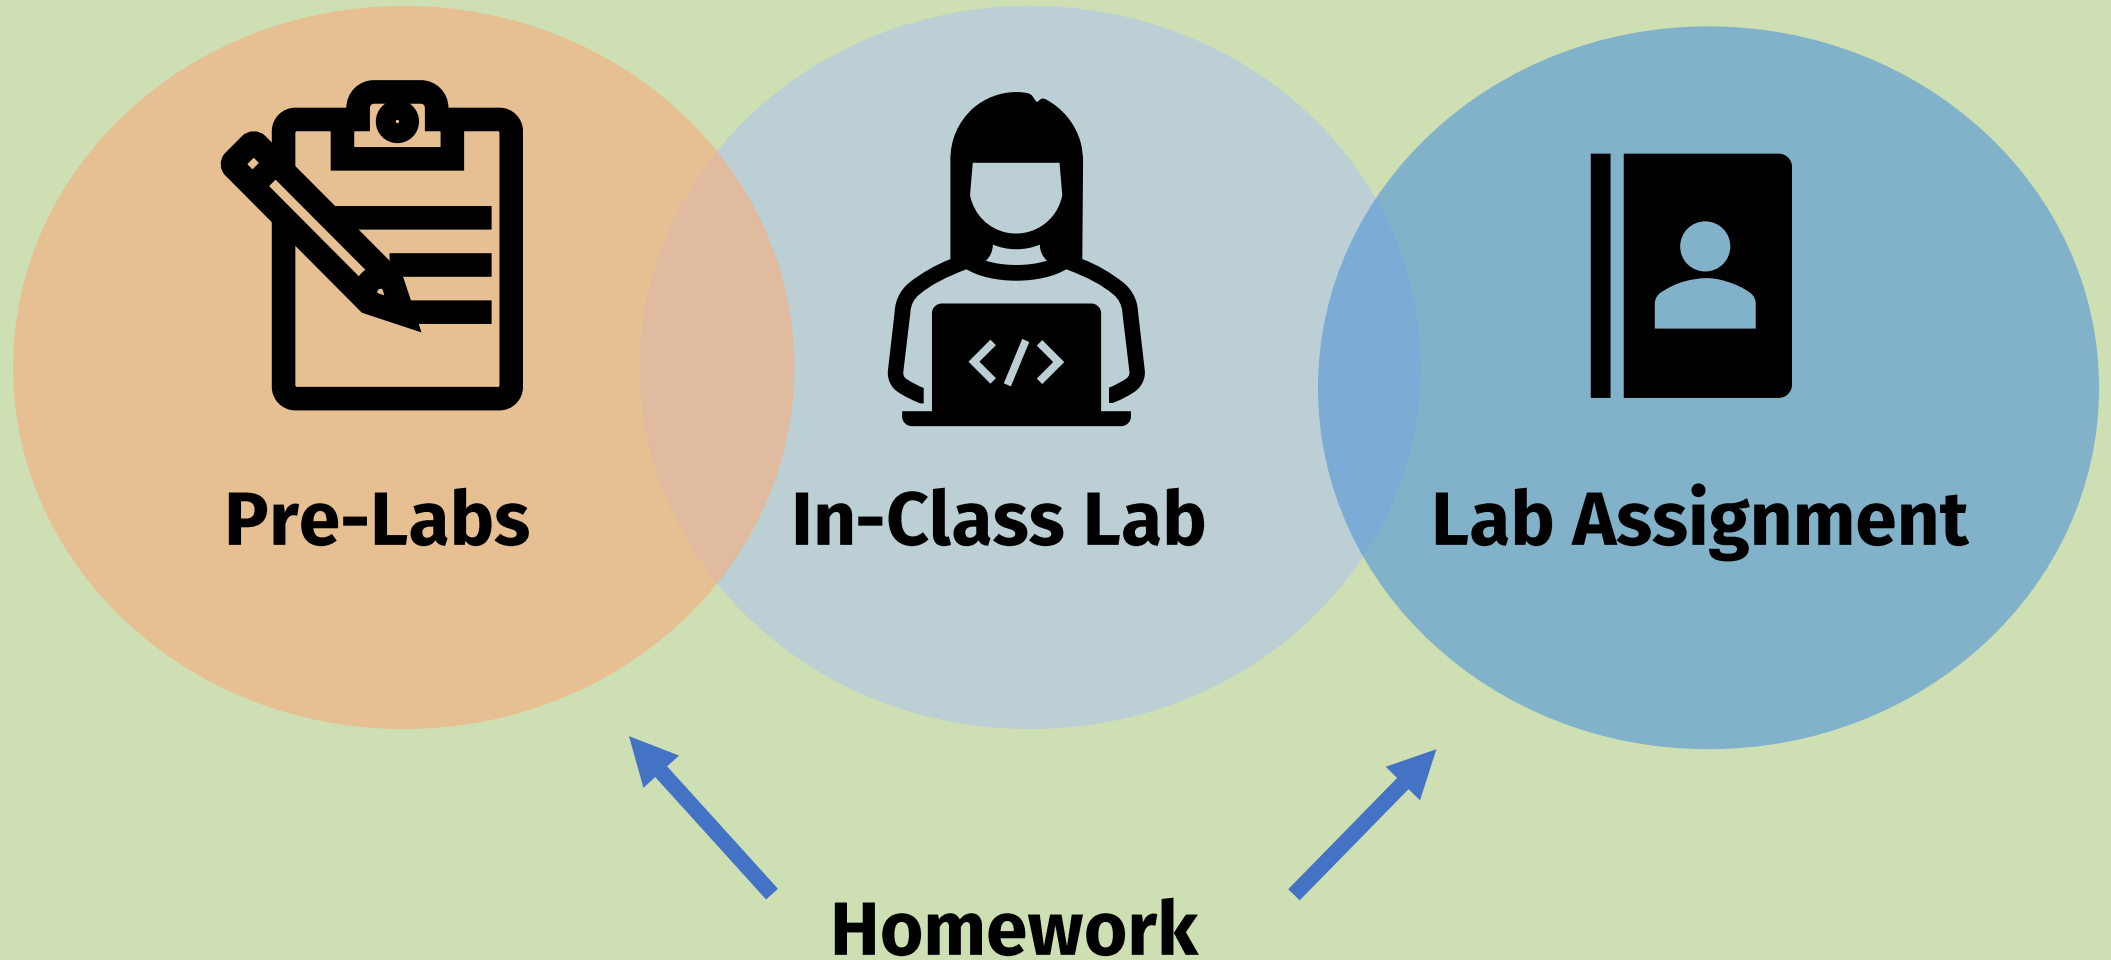 </>
Pre-Labs
In-Class Lab
Lab Assignment
Homework